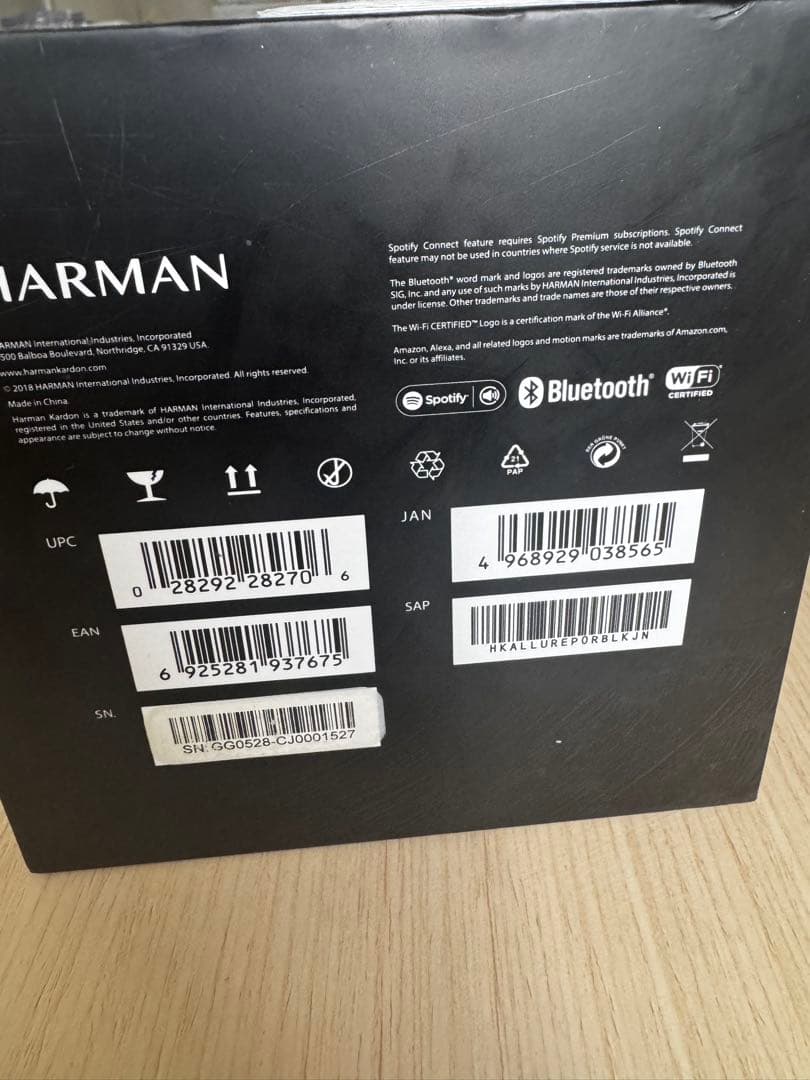 HARMAN
HARMAN International Industries, Incorporated
500 Balboa Boulevard, Northridge, CA 91329 USA.
www.harmankardon.com
© 2018 HARMAN International Industries, Incorporated. All rights reserved.
Made in China
Harman Kardon is a trademark of HARMAN International Industries, Incorporated,
registered in the United States and/or other countries. Features, specifications and
appearance are subject to change without notice.
Spotify Connect feature requires Spotify Premium subscriptions. Spotify Connect
feature may not be used in countries where Spotify service is not available.
The Bluetooth® word mark and logos are registered trademarks owned by Bluetooth
SIG, Inc. and any use of such marks by HARMAN International Industries, Incorporated is
under license. Other trademarks and trade names are those of their respective owners.
The Wi-Fi CERTIFIED™ Logo is a certification mark of the Wi-Fi Alliance®.
Amazon, Alexa, and all related logos and motion marks are trademarks of Amazon.com,
Inc. or its affiliates.
Spotify®
Bluetooth®
Wi Fi®
CERTIFIED
21
PAP
DER GRÜNE PUNKT
UPC
0 28292 28270 6
JAN
4 968929 038565
EAN
6 925281 937675
SAP
HKALLUREPORBLKJN
SN.
SN: GG0528-CJ0001527